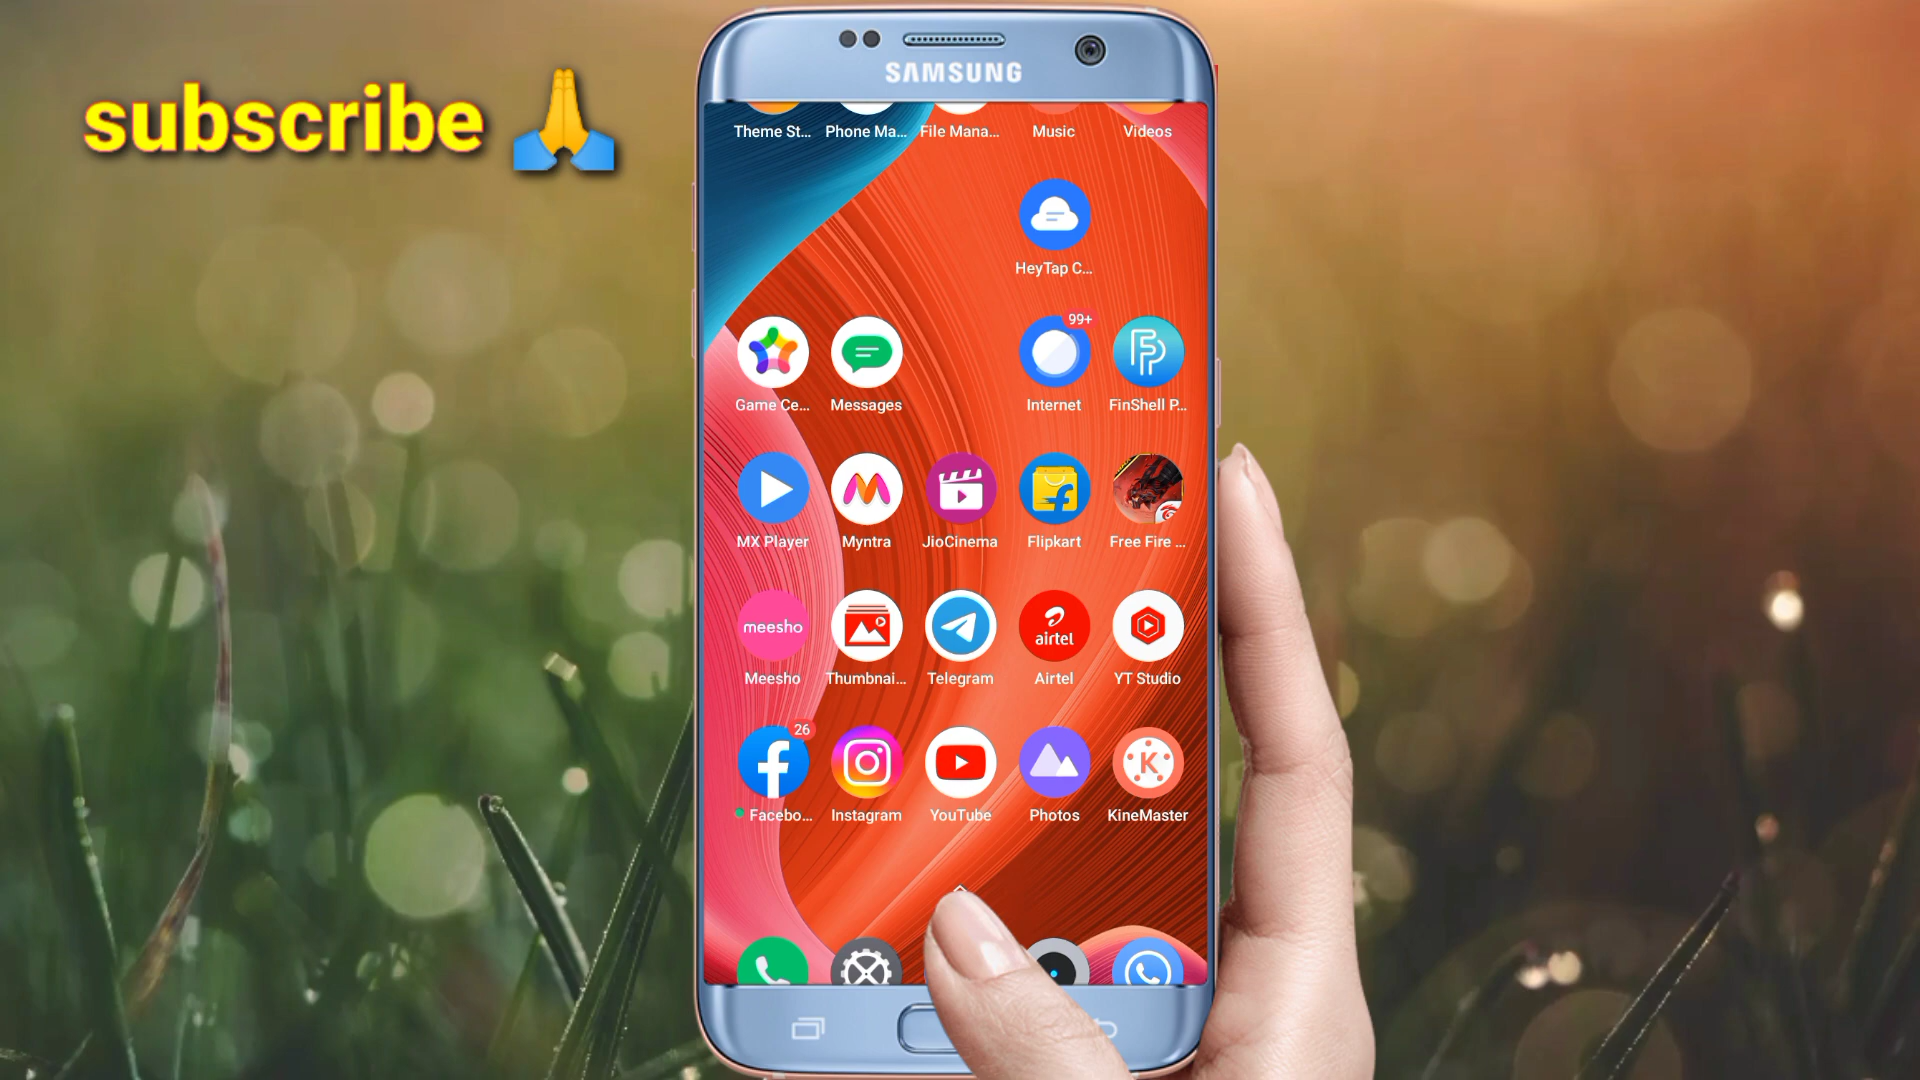 subscribe 🙏
SAMSUNG
Theme St... Phone Ma... File Mana... Music Videos
HeyTap C...
99+
Game Ce... Messages Internet FinShell P...
MX Player Myntra JioCinema Flipkart Free Fire ...
meesho airtel
Meesho Thumbnai... Telegram Airtel YT Studio
26
K
Facebo... Instagram YouTube Photos KineMaster